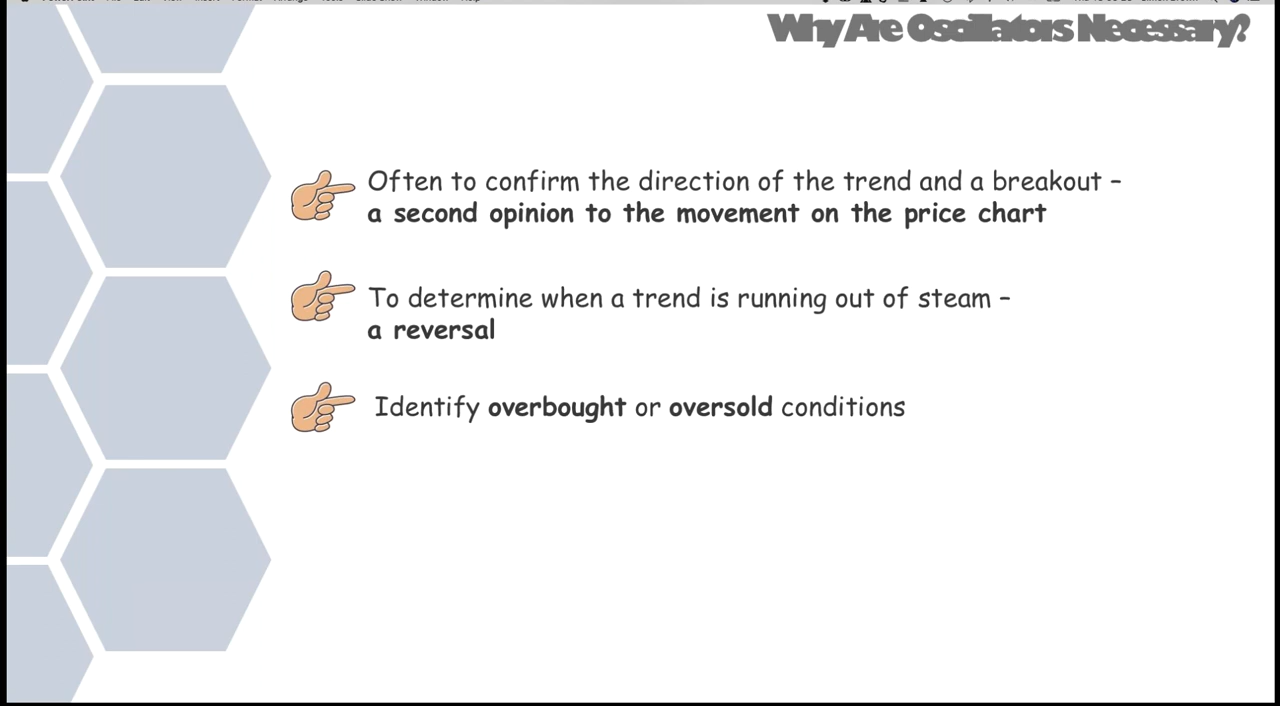 Why Are Oscillators Necessary?
Often to confirm the direction of the trend and a breakout –
a second opinion to the movement on the price chart
To determine when a trend is running out of steam –
a reversal
Identify overbought or oversold conditions